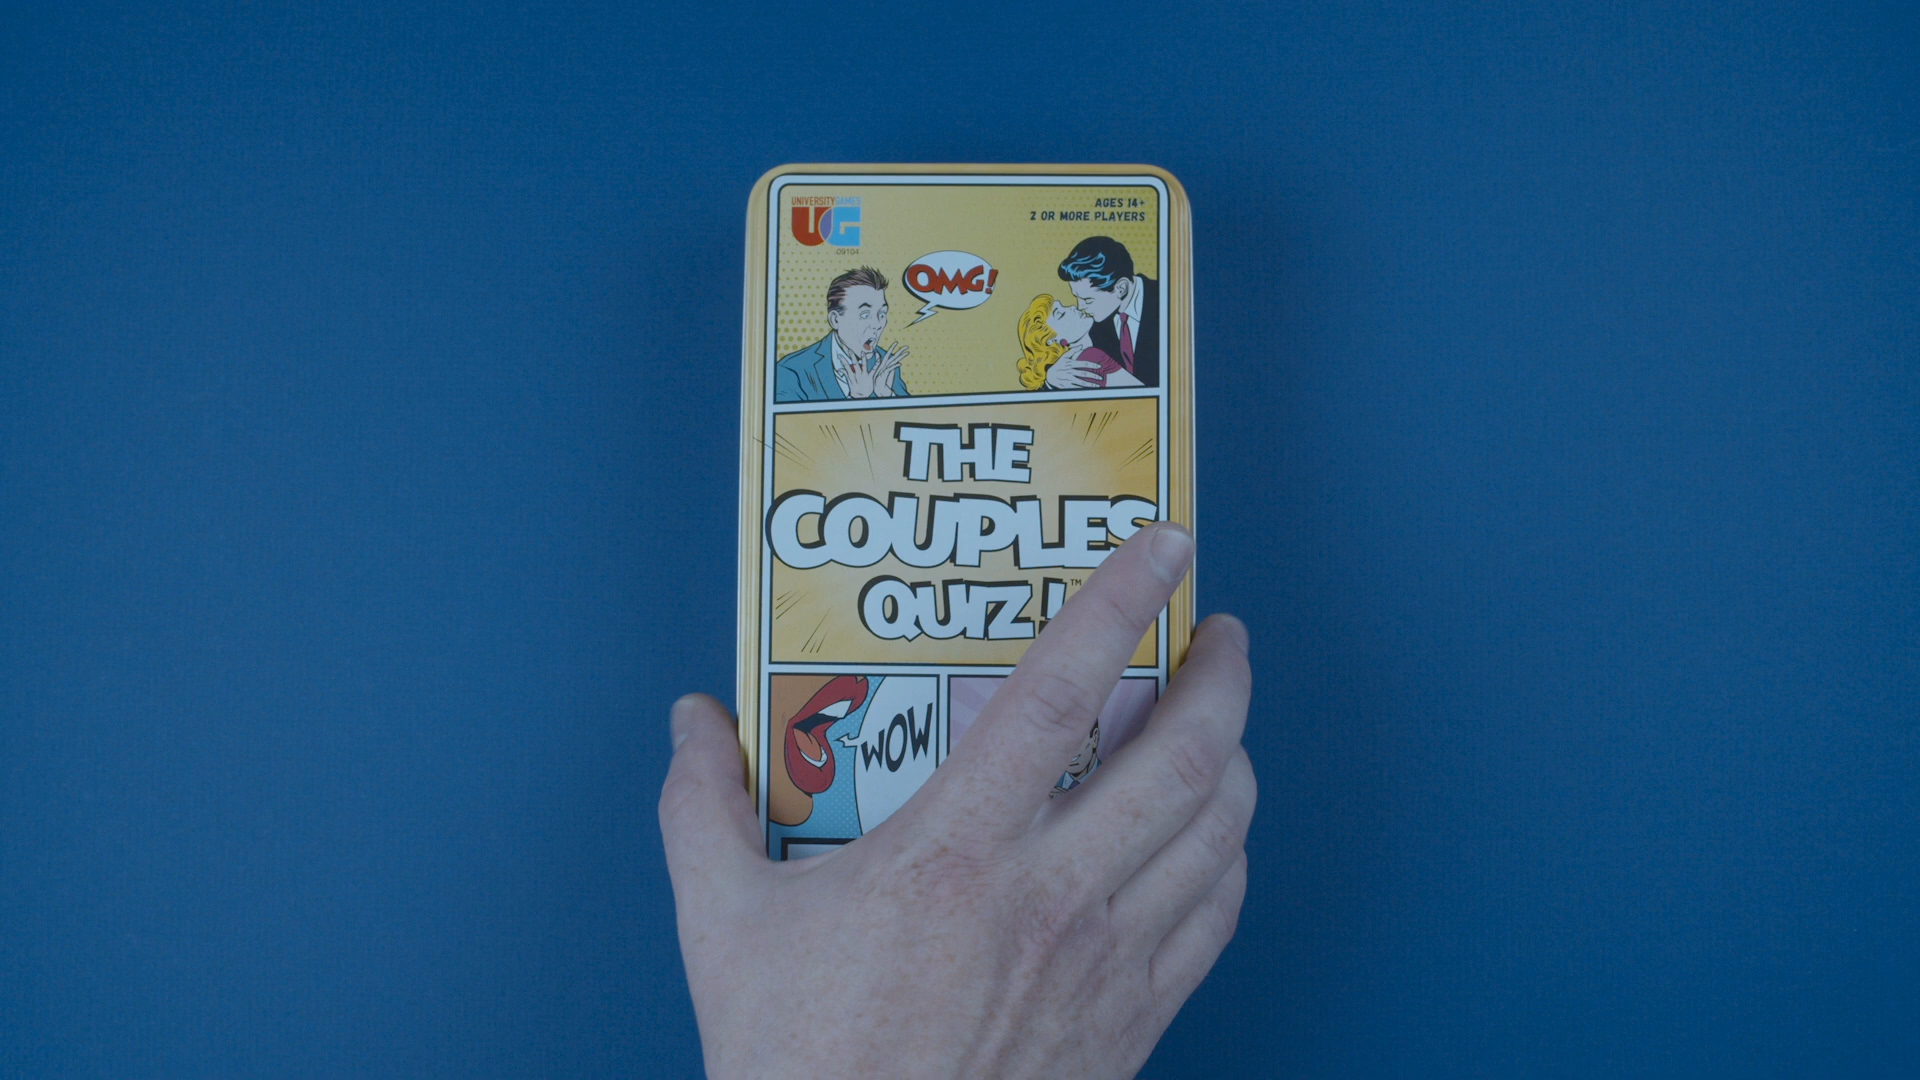 UNIVERSITY GAMES
UG
09104
AGES 14+
2 OR MORE PLAYERS
OMG!
THE
COUPLES
QUIZ!™
WOW